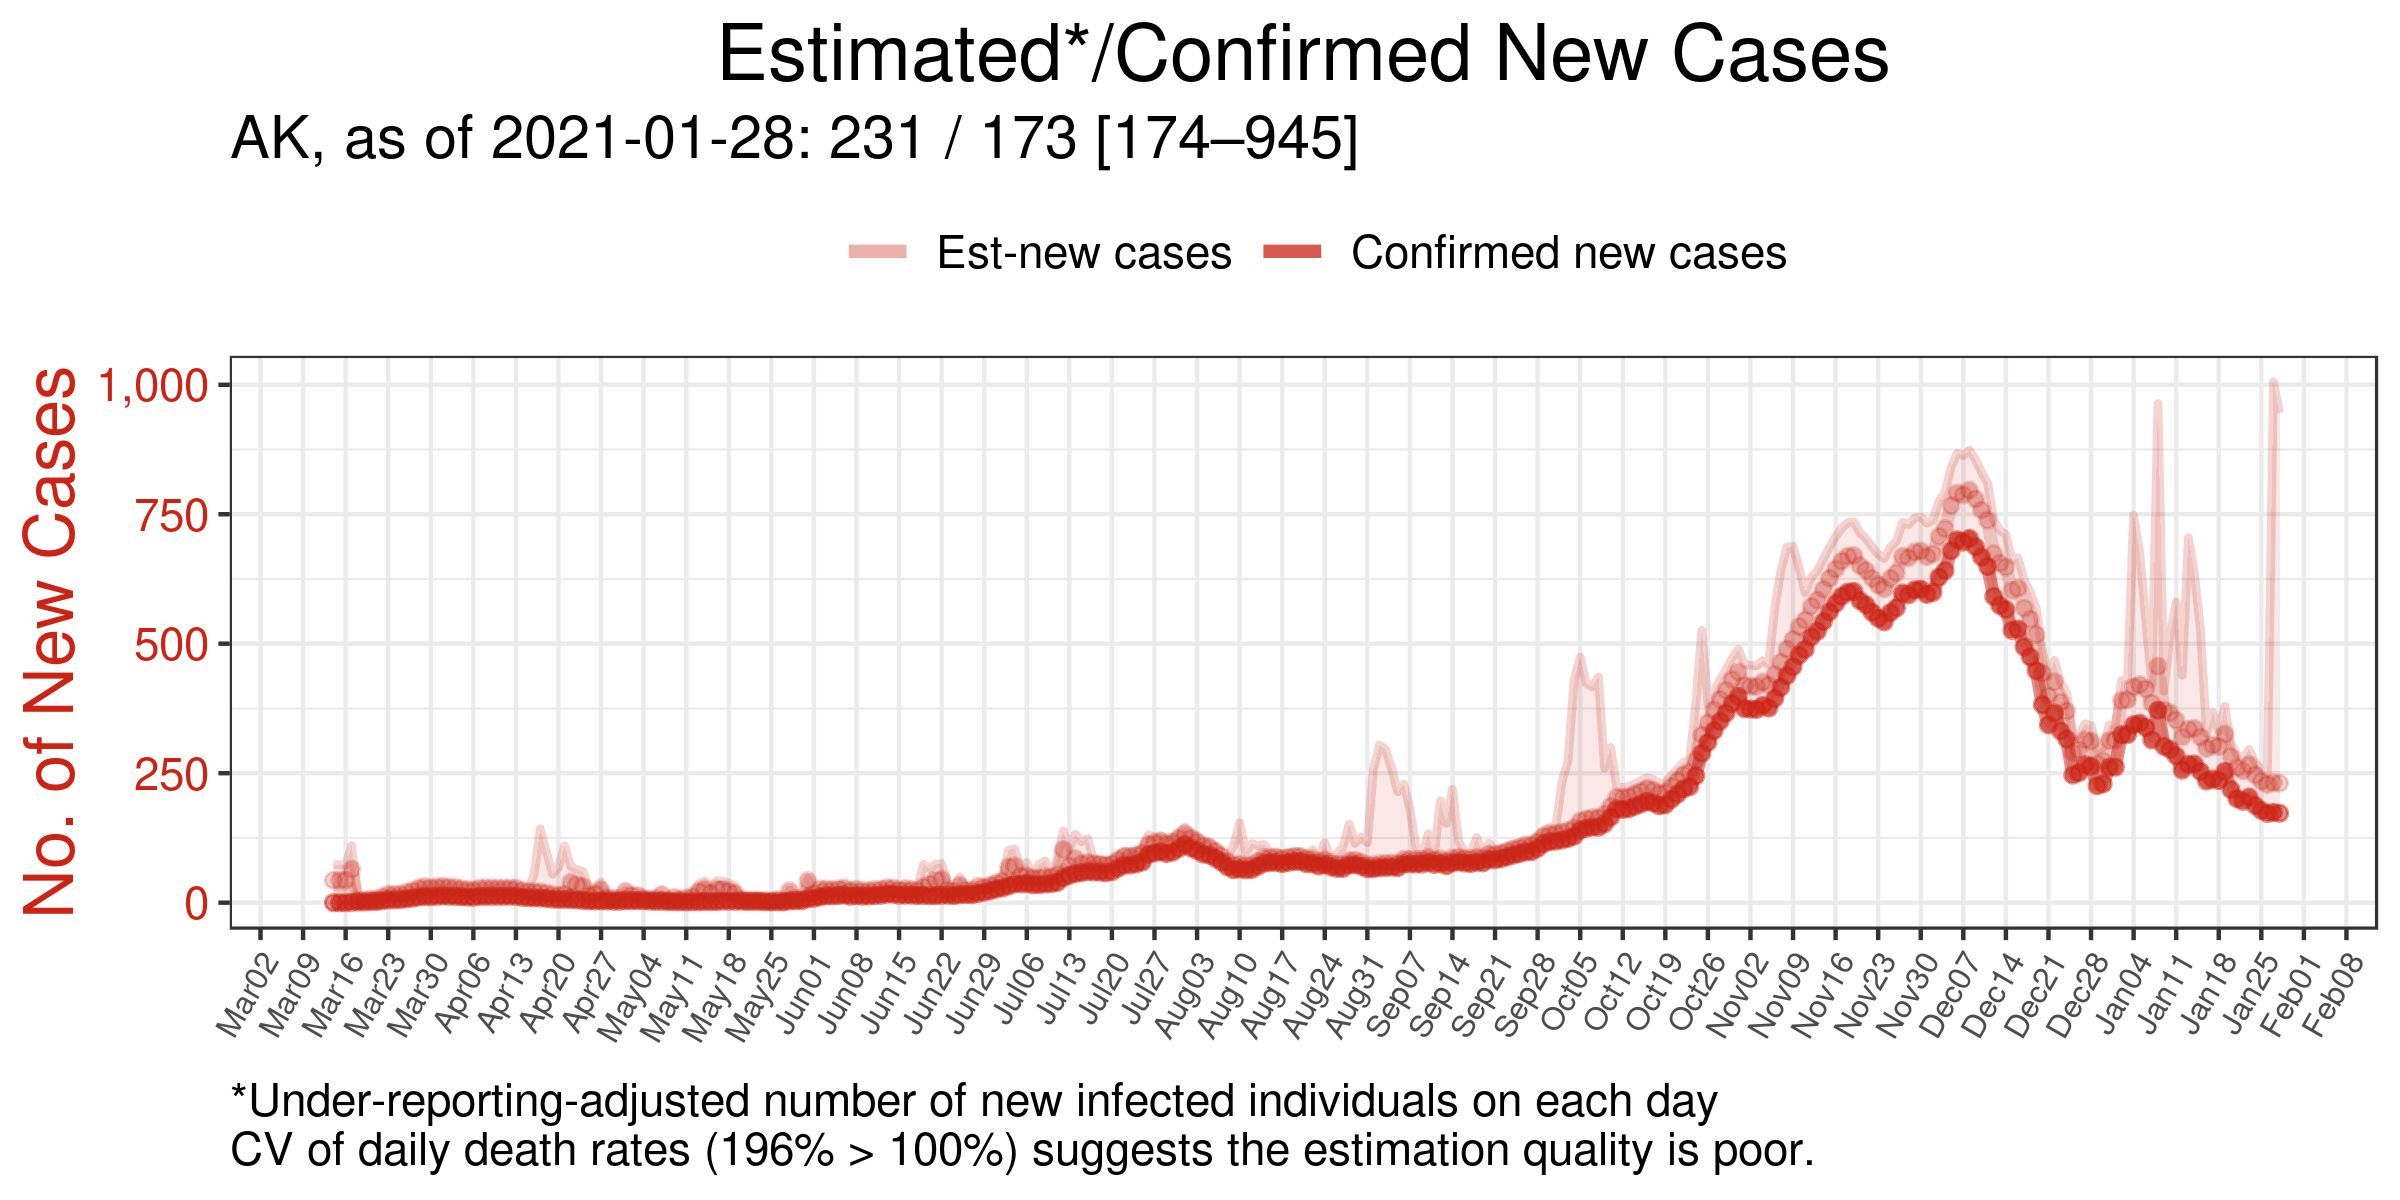 Estimated*/Confirmed New Cases
AK, as of 2021-01-28: 231 / 173 [174–945]
Est-new cases Confirmed new cases
No. of New Cases
1,000
750
500
250
0
Mar02 Mar09 Mar16 Mar23 Mar30 Apr06 Apr13 Apr20 Apr27 May04 May11 May18 May25 Jun01 Jun08 Jun15 Jun22 Jun29 Jul06 Jul13 Jul20 Jul27 Aug03 Aug10 Aug17 Aug24 Aug31 Sep07 Sep14 Sep21 Sep28 Oct05 Oct12 Oct19 Oct26 Nov02 Nov09 Nov16 Nov23 Nov30 Dec07 Dec14 Dec21 Dec28 Jan04 Jan11 Jan18 Jan25 Feb01 Feb08
*Under-reporting-adjusted number of new infected individuals on each day
CV of daily death rates (196% > 100%) suggests the estimation quality is poor.